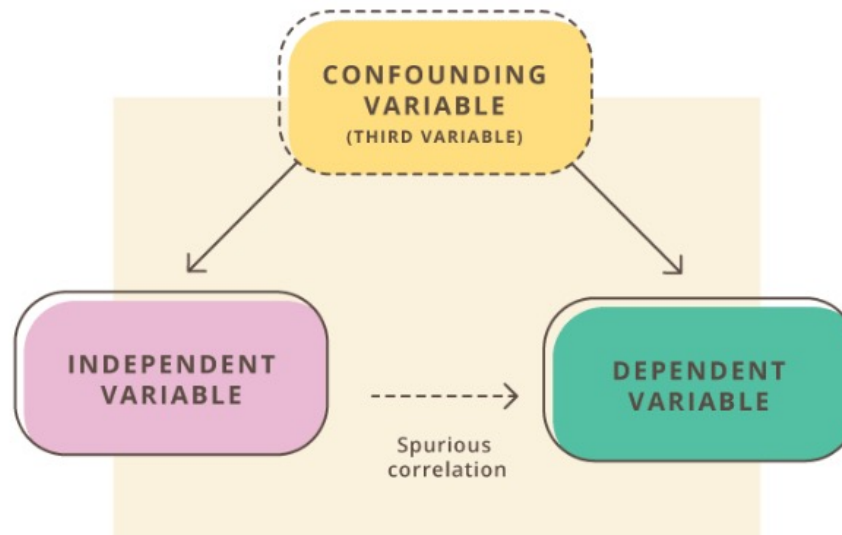 CONFOUNDING
VARIABLE
(THIRD VARIABLE)
INDEPENDENT
VARIABLE
DEPENDENT
VARIABLE
Spurious
correlation